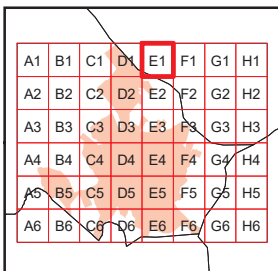 A1 B1 C1 D1 E1 F1 G1 H1
A2 B2 C2 D2 E2 F2 G2 H2
A3 B3 C3 D3 E3 F3 G3 H3
A4 B4 C4 D4 E4 F4 G4 H4
A5 B5 C5 D5 E5 F5 G5 H5
A6 B6 C6 D6 E6 F6 G6 H6